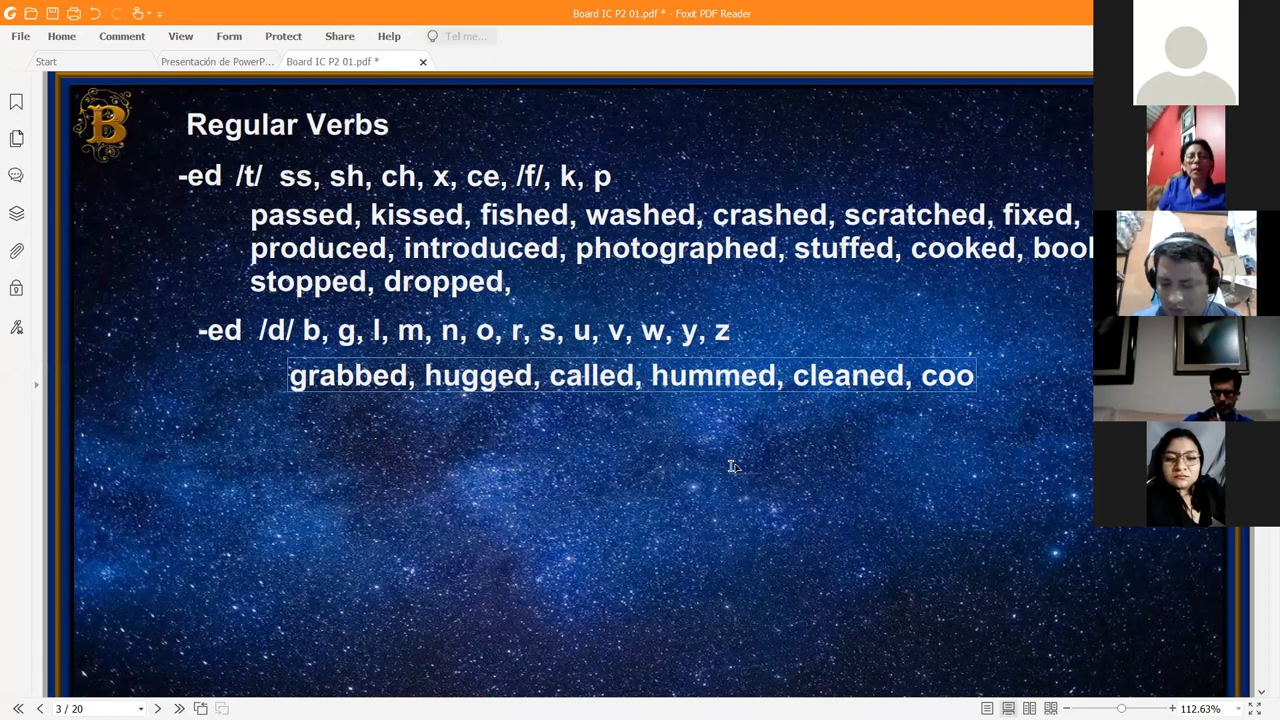 Board IC P2 01.pdf * - Foxit PDF Reader
File Home Comment View Form Protect Share Help Tell me...
Start Presentación de PowerP... Board IC P2 01.pdf *
B
Regular Verbs
-ed /t/ ss, sh, ch, x, ce, /f/, k, p
passed, kissed, fished, washed, crashed, scratched, fixed,
produced, introduced, photographed, stuffed, cooked,
stopped, dropped,
-ed /d/ b, g, l, m, n, o, r, s, u, v, w, y, z
grabbed, hugged, called, hummed, cleaned, coo
3 / 20 112.63%